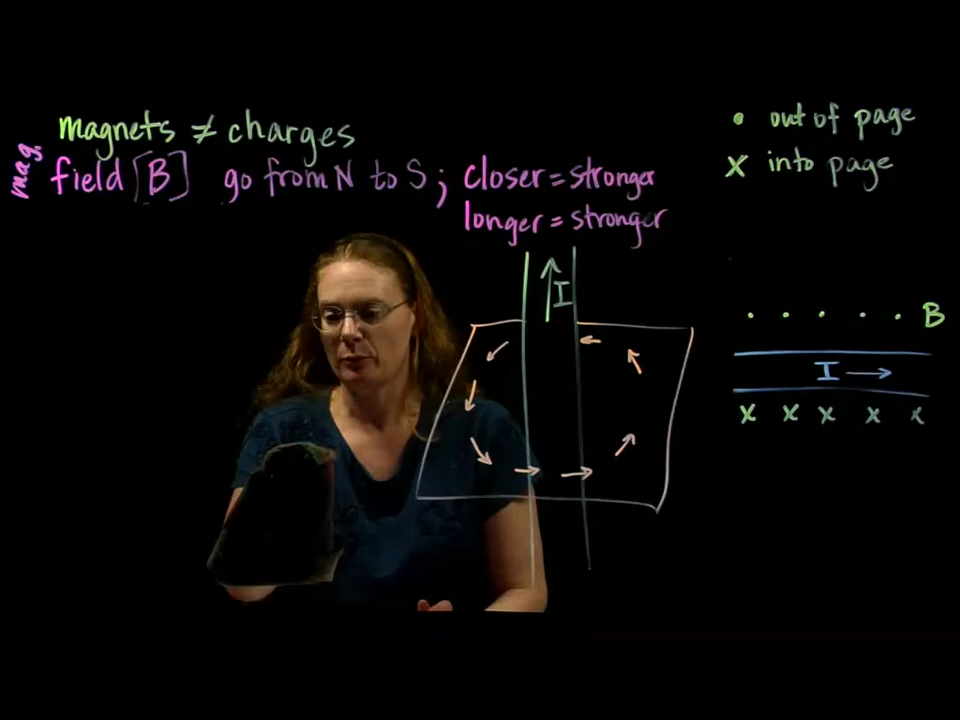 magnets ≠ charges
mag. field [B] go from N to S; closer = stronger
longer = stronger
• out of page
x into page
I
. . . . . B
I →
x x x x x